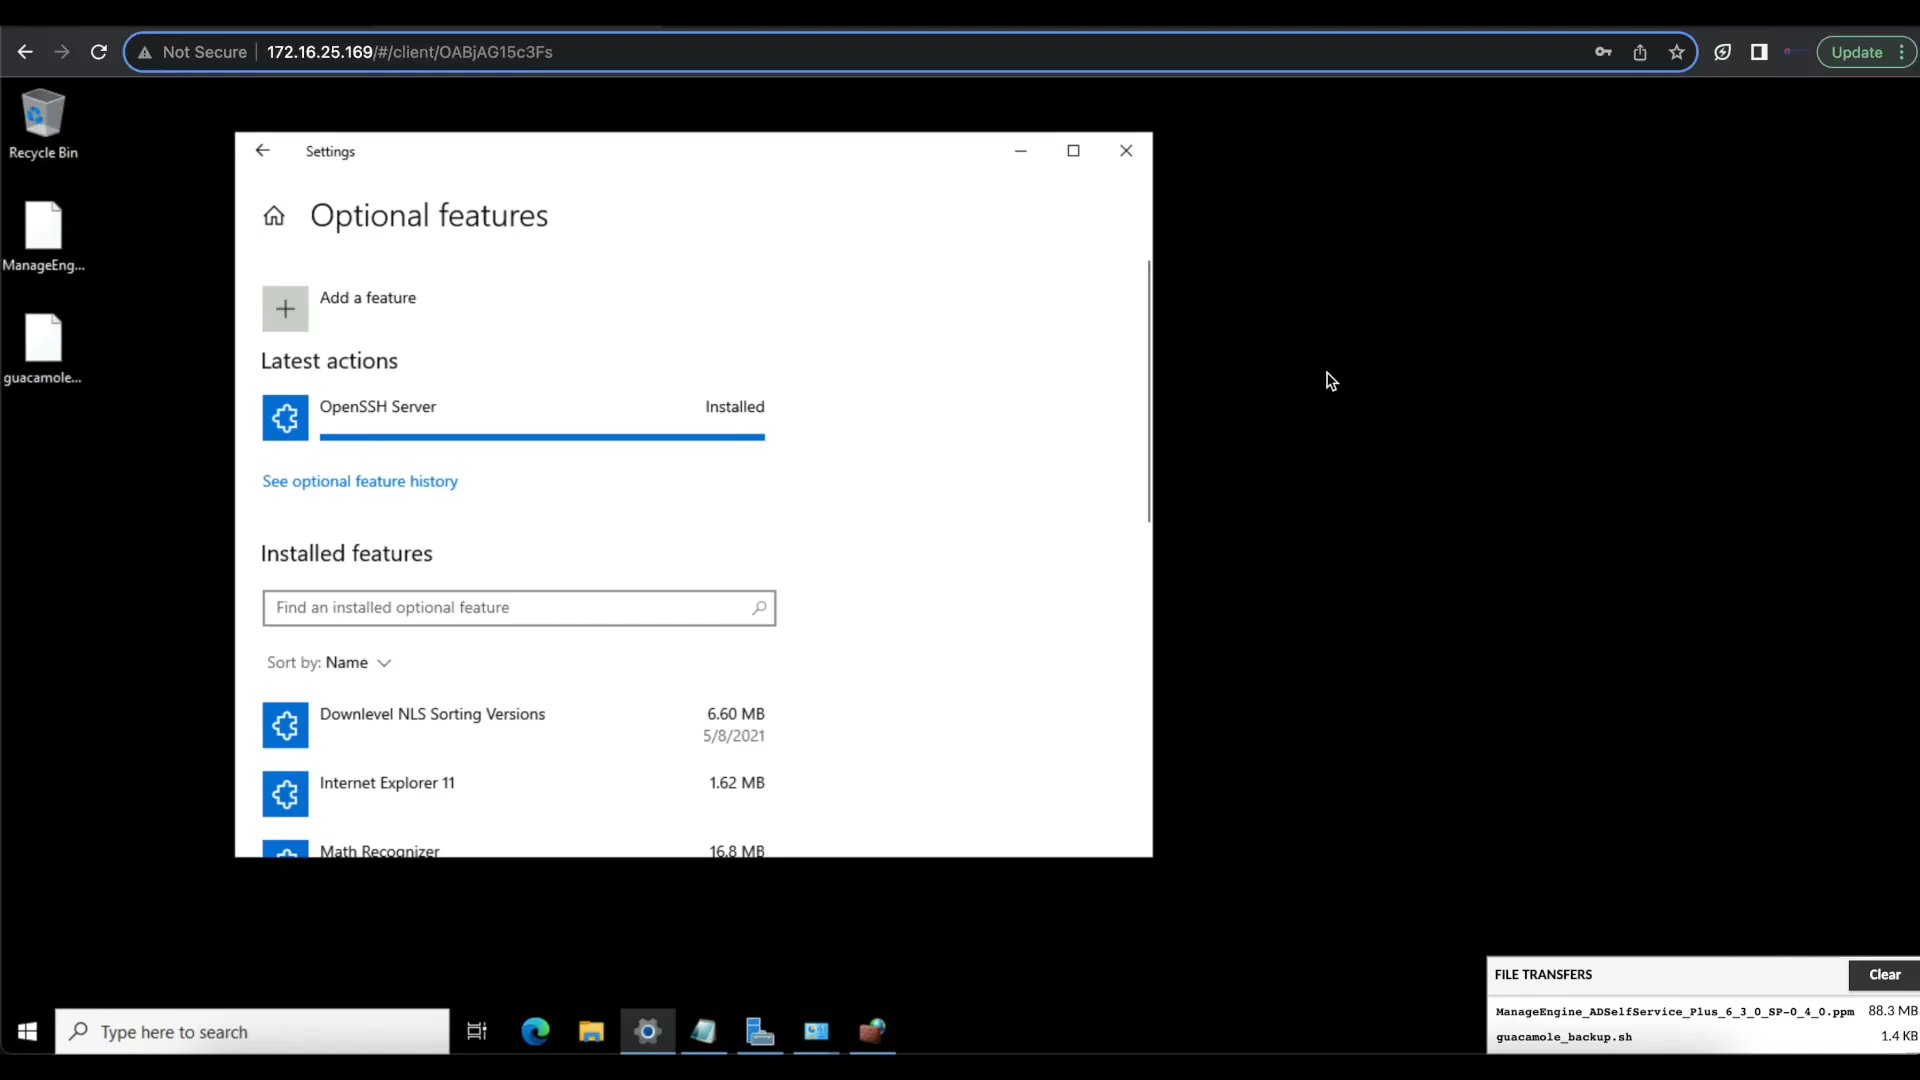 Not Secure 172.16.25.169/#/client/OABjAG15c3Fs
Update
Recycle Bin
ManageEng...
guacamole...
Settings
Optional features
Add a feature
Latest actions
OpenSSH Server Installed
See optional feature history
Installed features
Find an installed optional feature
Sort by: Name
Downlevel NLS Sorting Versions 6.60 MB
5/8/2021
Internet Explorer 11 1.62 MB
Math Recognizer 16.8 MB
FILE TRANSFERS Clear
ManageEngine_ADSelfService_Plus_6_3_0_SP-0_4_0.ppm 88.3 MB
guacamole_backup.sh 1.4 KB
Type here to search